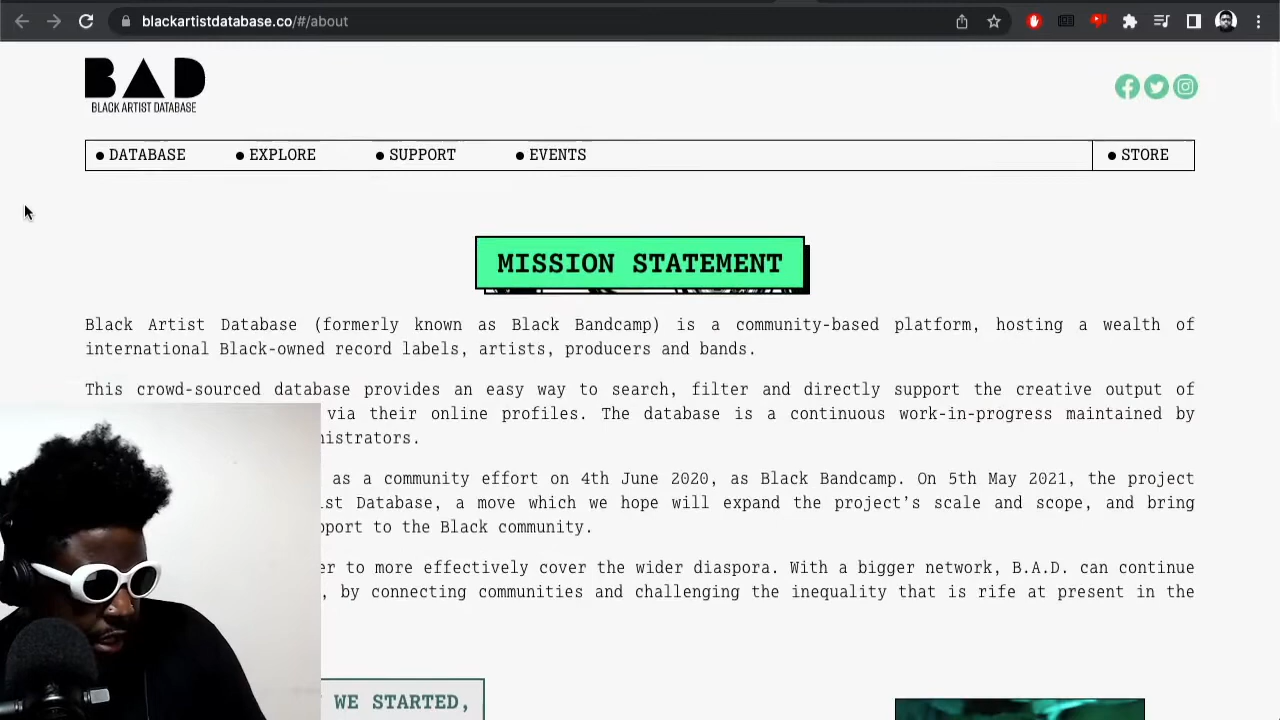 blackartistdatabase.co/#/about
BAD
BLACK ARTIST DATABASE
DATABASE
EXPLORE
SUPPORT
EVENTS
STORE
MISSION STATEMENT
Black Artist Database (formerly known as Black Bandcamp) is a community-based platform, hosting a wealth of
international Black-owned record labels, artists, producers and bands.
This crowd-sourced database provides an easy way to search, filter and directly support the creative output of
via their online profiles. The database is a continuous work-in-progress maintained by
as a community effort on 4th June 2020, as Black Bandcamp. On 5th May 2021, the project
Database, a move which we hope will expand the project's scale and scope, and bring
to the Black community.
to more effectively cover the wider diaspora. With a bigger network, B.A.D. can continue
, by connecting communities and challenging the inequality that is rife at present in the
WE STARTED,